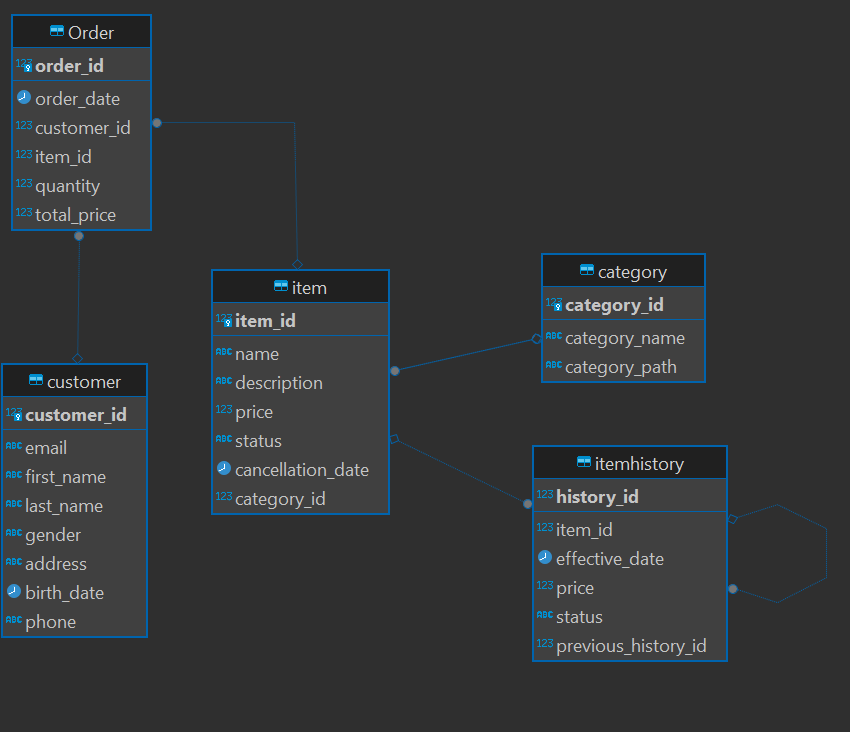 Order
123 order_id
order_date
123 customer_id
123 item_id
123 quantity
123 total_price
item
123 item_id
ABC name
ABC description
123 price
ABC status
cancellation_date
123 category_id
category
123 category_id
ABC category_name
ABC category_path
customer
123 customer_id
ABC email
ABC first_name
ABC last_name
ABC gender
ABC address
birth_date
ABC phone
itemhistory
123 history_id
123 item_id
effective_date
123 price
ABC status
123 previous_history_id